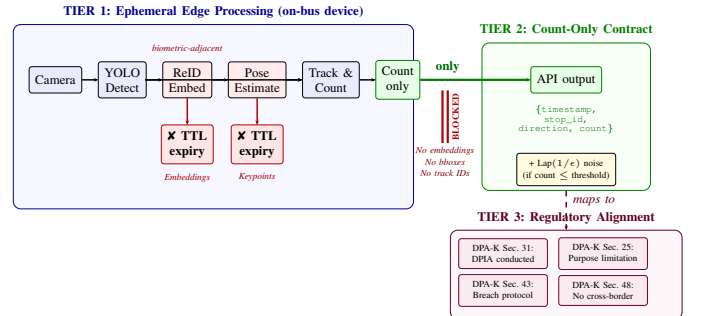 TIER 1: Ephemeral Edge Processing (on-bus device)
biometric-adjacent
Camera
YOLO
Detect
ReID
Embed
Pose
Estimate
Track &
Count
Count
only
✘ TTL
expiry
✘ TTL
expiry
Embeddings
Keypoints
only
BLOCKED
No embeddings
No bboxes
No track IDs
TIER 2: Count-Only Contract
API output
{timestamp,
stop_id,
direction, count}
+ Lap(1/ϵ) noise
(if count ≤ threshold)
maps to
TIER 3: Regulatory Alignment
DPA-K Sec. 31:
DPIA conducted
DPA-K Sec. 25:
Purpose limitation
DPA-K Sec. 43:
Breach protocol
DPA-K Sec. 48:
No cross-border